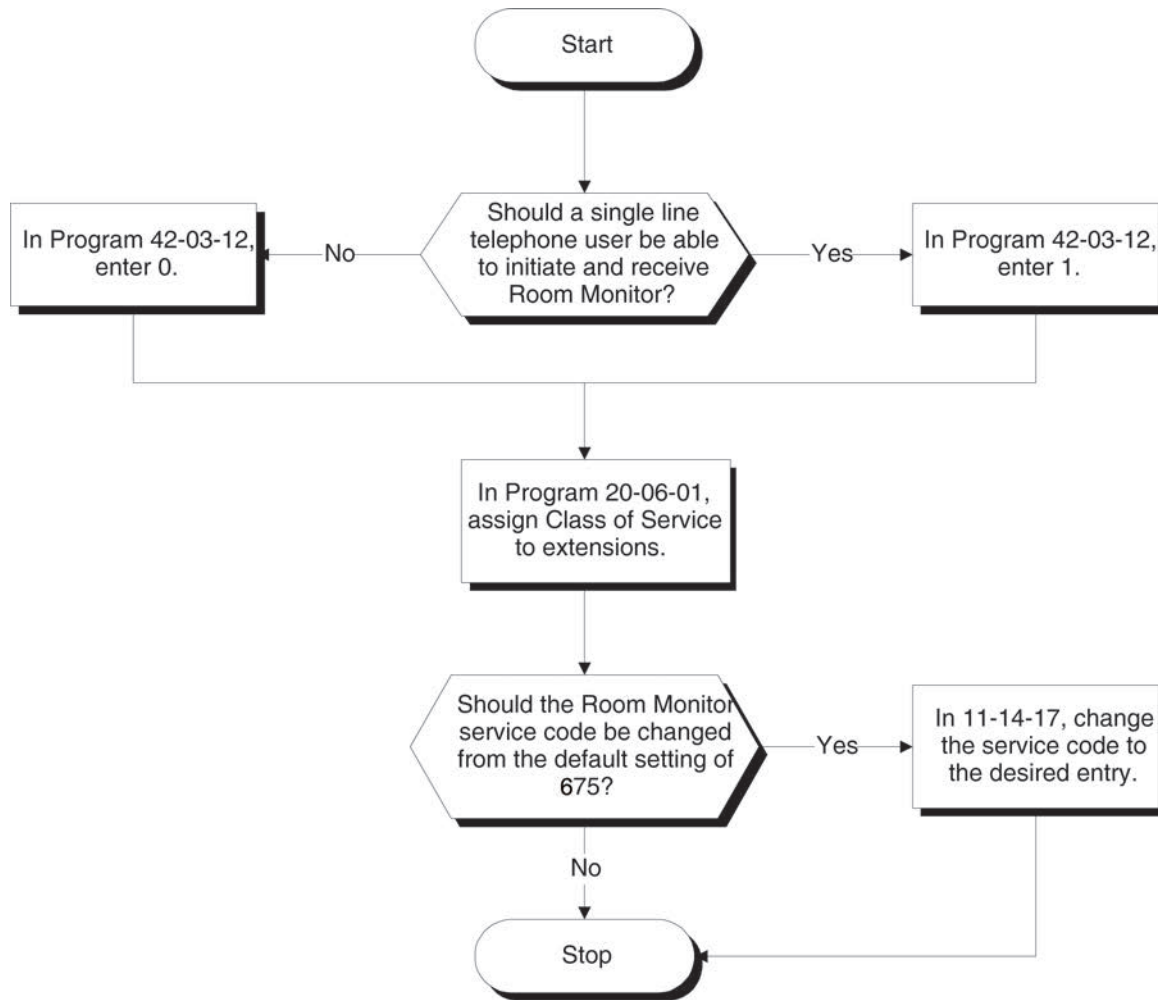 Start
Should a single line
telephone user be able
to initiate and receive
Room Monitor?
No
In Program 42-03-12,
enter 0.
Yes
In Program 42-03-12,
enter 1.
In Program 20-06-01,
assign Class of Service
to extensions.
Should the Room Monitor
service code be changed
from the default setting of
675?
Yes
In 11-14-17, change
the service code to
the desired entry.
No
Stop